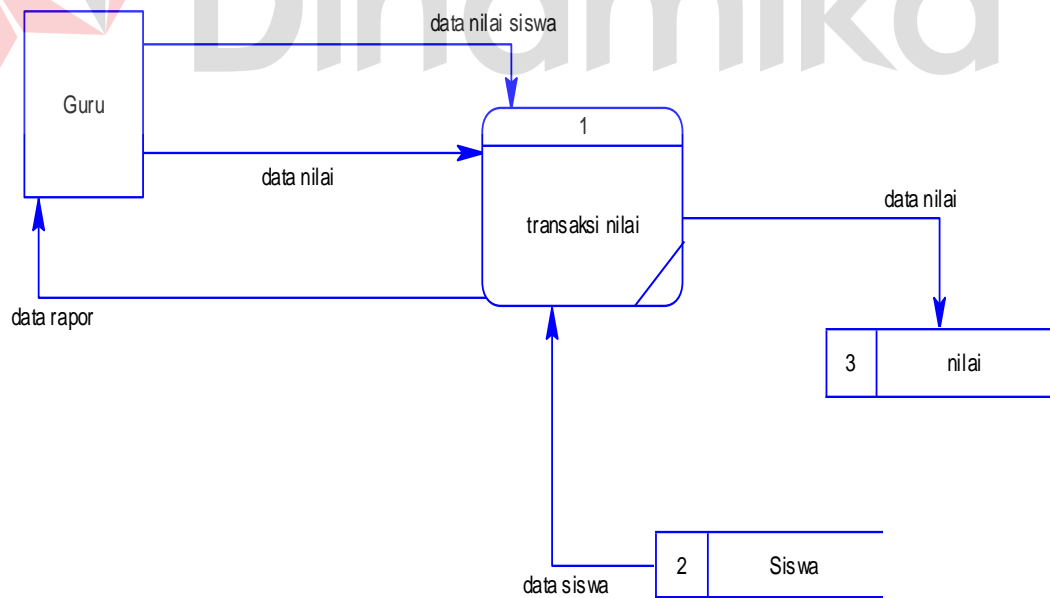 Dinamika
data nilai siswa
Guru
1
data nilai
transaksi nilai
data nilai
data rapor
3
nilai
2
Siswa
data siswa